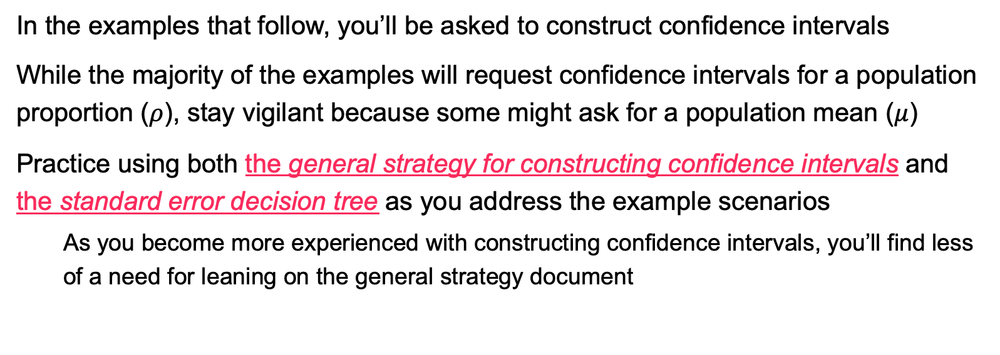 In the examples that follow, you’ll be asked to construct confidence intervals
While the majority of the examples will request confidence intervals for a population
proportion (ρ), stay vigilant because some might ask for a population mean (μ)
Practice using both the general strategy for constructing confidence intervals and
the standard error decision tree as you address the example scenarios
As you become more experienced with constructing confidence intervals, you’ll find less
of a need for leaning on the general strategy document